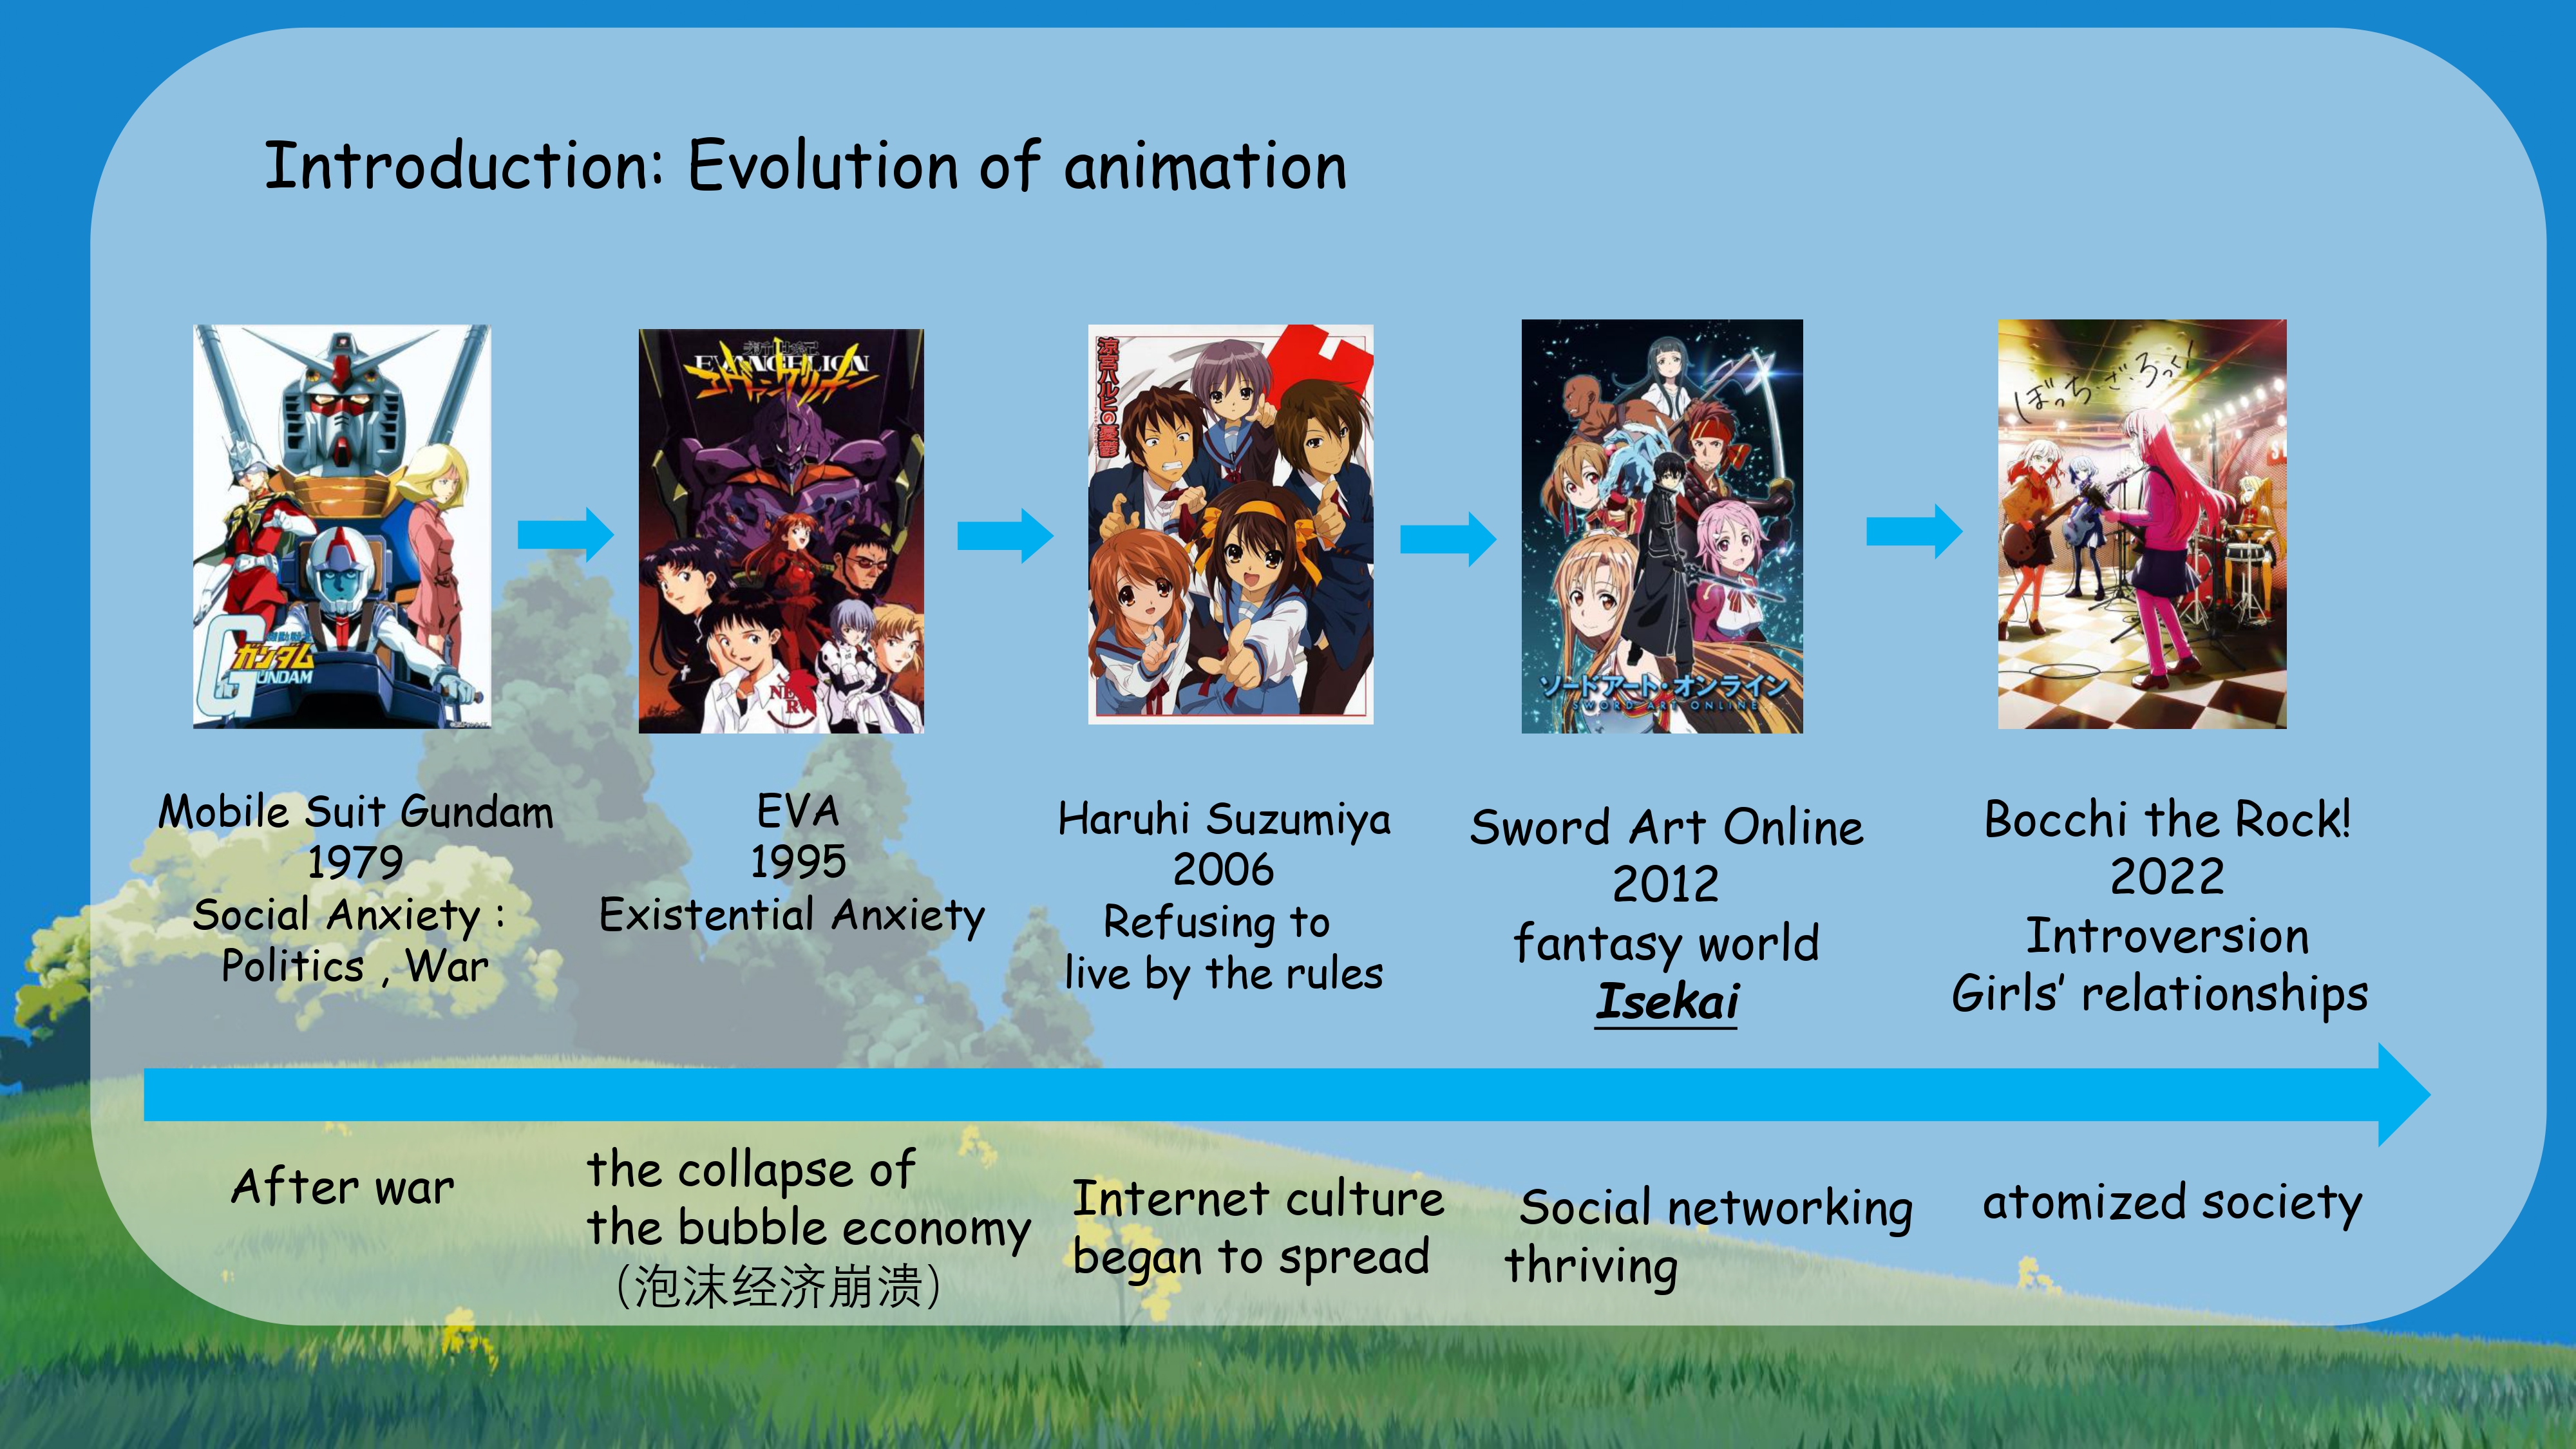 Introduction: Evolution of animation
機動戦士
ガンダム
GUNDAM
新世紀
EVANGELION
エヴァンゲリオン
NERV
涼宮ハルヒの憂鬱
ソードアート・オンライン
SWORD ART ONLINE
ぼっち・ざ・ろっく!
Mobile Suit Gundam
1979
Social Anxiety :
Politics , War
EVA
1995
Existential Anxiety
Haruhi Suzumiya
2006
Refusing to
live by the rules
Sword Art Online
2012
fantasy world
Isekai
Bocchi the Rock!
2022
Introversion
Girls’ relationships
After war
the collapse of
the bubble economy
（泡沫经济崩溃）
Internet culture
began to spread
Social networking
thriving
atomized society